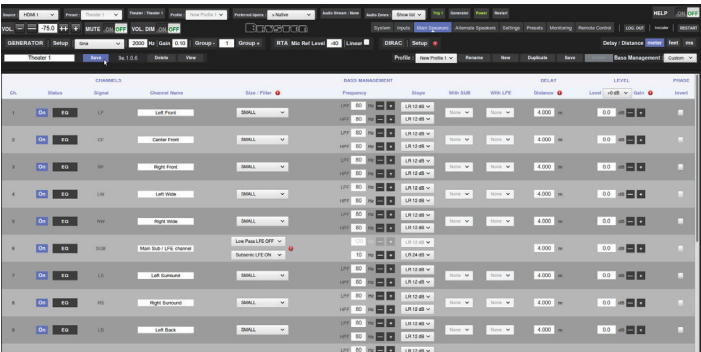 Source HDMI 1 Preset Theater 1 Theater : Theater 1 Profile New Profile 1 Preferred Upmix > Native Audio Stream : None Audio Zones Show list Trig 1 Generator Power Restart HELP ON OFF
VOL. -75.0 MUTE ON OFF VOL. DIM ON OFF System Inputs Main Speakers Alternate Speakers Settings Presets Monitoring Remote Control LOG OUT Installer RESTART
GENERATOR Setup Sine 2000 Hz Gain 0.10 Group - 1 Group + RTA Mic Ref Level -40 Linear DIRAC Setup Delay / Distance meter feet ms
Theater 1 Save 9a.1.0.6 Delete View Profile : New Profile 1 Rename New Duplicate Save Bass Management Custom
CHANNELS BASS MANAGEMENT DELAY LEVEL PHASE
Ch. Status Signal Channel Name Size / Filter Frequency Slope With SUB With LFE Distance Level +0 dB Gain Invert
LPF 80 Hz - + LR 12 dB
1 On EQ LF Left Front SMALL None None 4.000 m 0.0 dB - +
HPF 80 Hz - + LR 12 dB
LPF 80 Hz - + LR 12 dB
2 On EQ CF Center Front SMALL None None 4.000 m 0.0 dB - +
HPF 80 Hz - + LR 12 dB
LPF 80 Hz - + LR 12 dB
3 On EQ RF Right Front SMALL None None 4.000 m 0.0 dB - +
HPF 80 Hz - + LR 12 dB
LPF 80 Hz - + LR 12 dB
4 On EQ LW Left Wide SMALL None None 4.000 m 0.0 dB - +
HPF 80 Hz - + LR 12 dB
LPF 80 Hz - + LR 12 dB
5 On EQ RW Right Wide SMALL None None 4.000 m 0.0 dB - +
HPF 80 Hz - + LR 12 dB
Low Pass LFE OFF 120 Hz - + LR 12 dB
6 On EQ SUB Main Sub / LFE channel 4.000 m 0.0 dB - +
Subsonic LFE ON 10 Hz - + LR 24 dB
LPF 80 Hz - + LR 12 dB
7 On EQ LS Left Surround SMALL None None 4.000 m 0.0 dB - +
HPF 80 Hz - + LR 12 dB
LPF 80 Hz - + LR 12 dB
8 On EQ RS Right Surround SMALL None None 4.000 m 0.0 dB - +
HPF 80 Hz - + LR 12 dB
LPF 80 Hz - + LR 12 dB
9 On EQ LB Left Back SMALL None None 4.000 m 0.0 dB - +
HPF 80 Hz - + LR 12 dB
LPF 80 Hz - + LR 12 dB